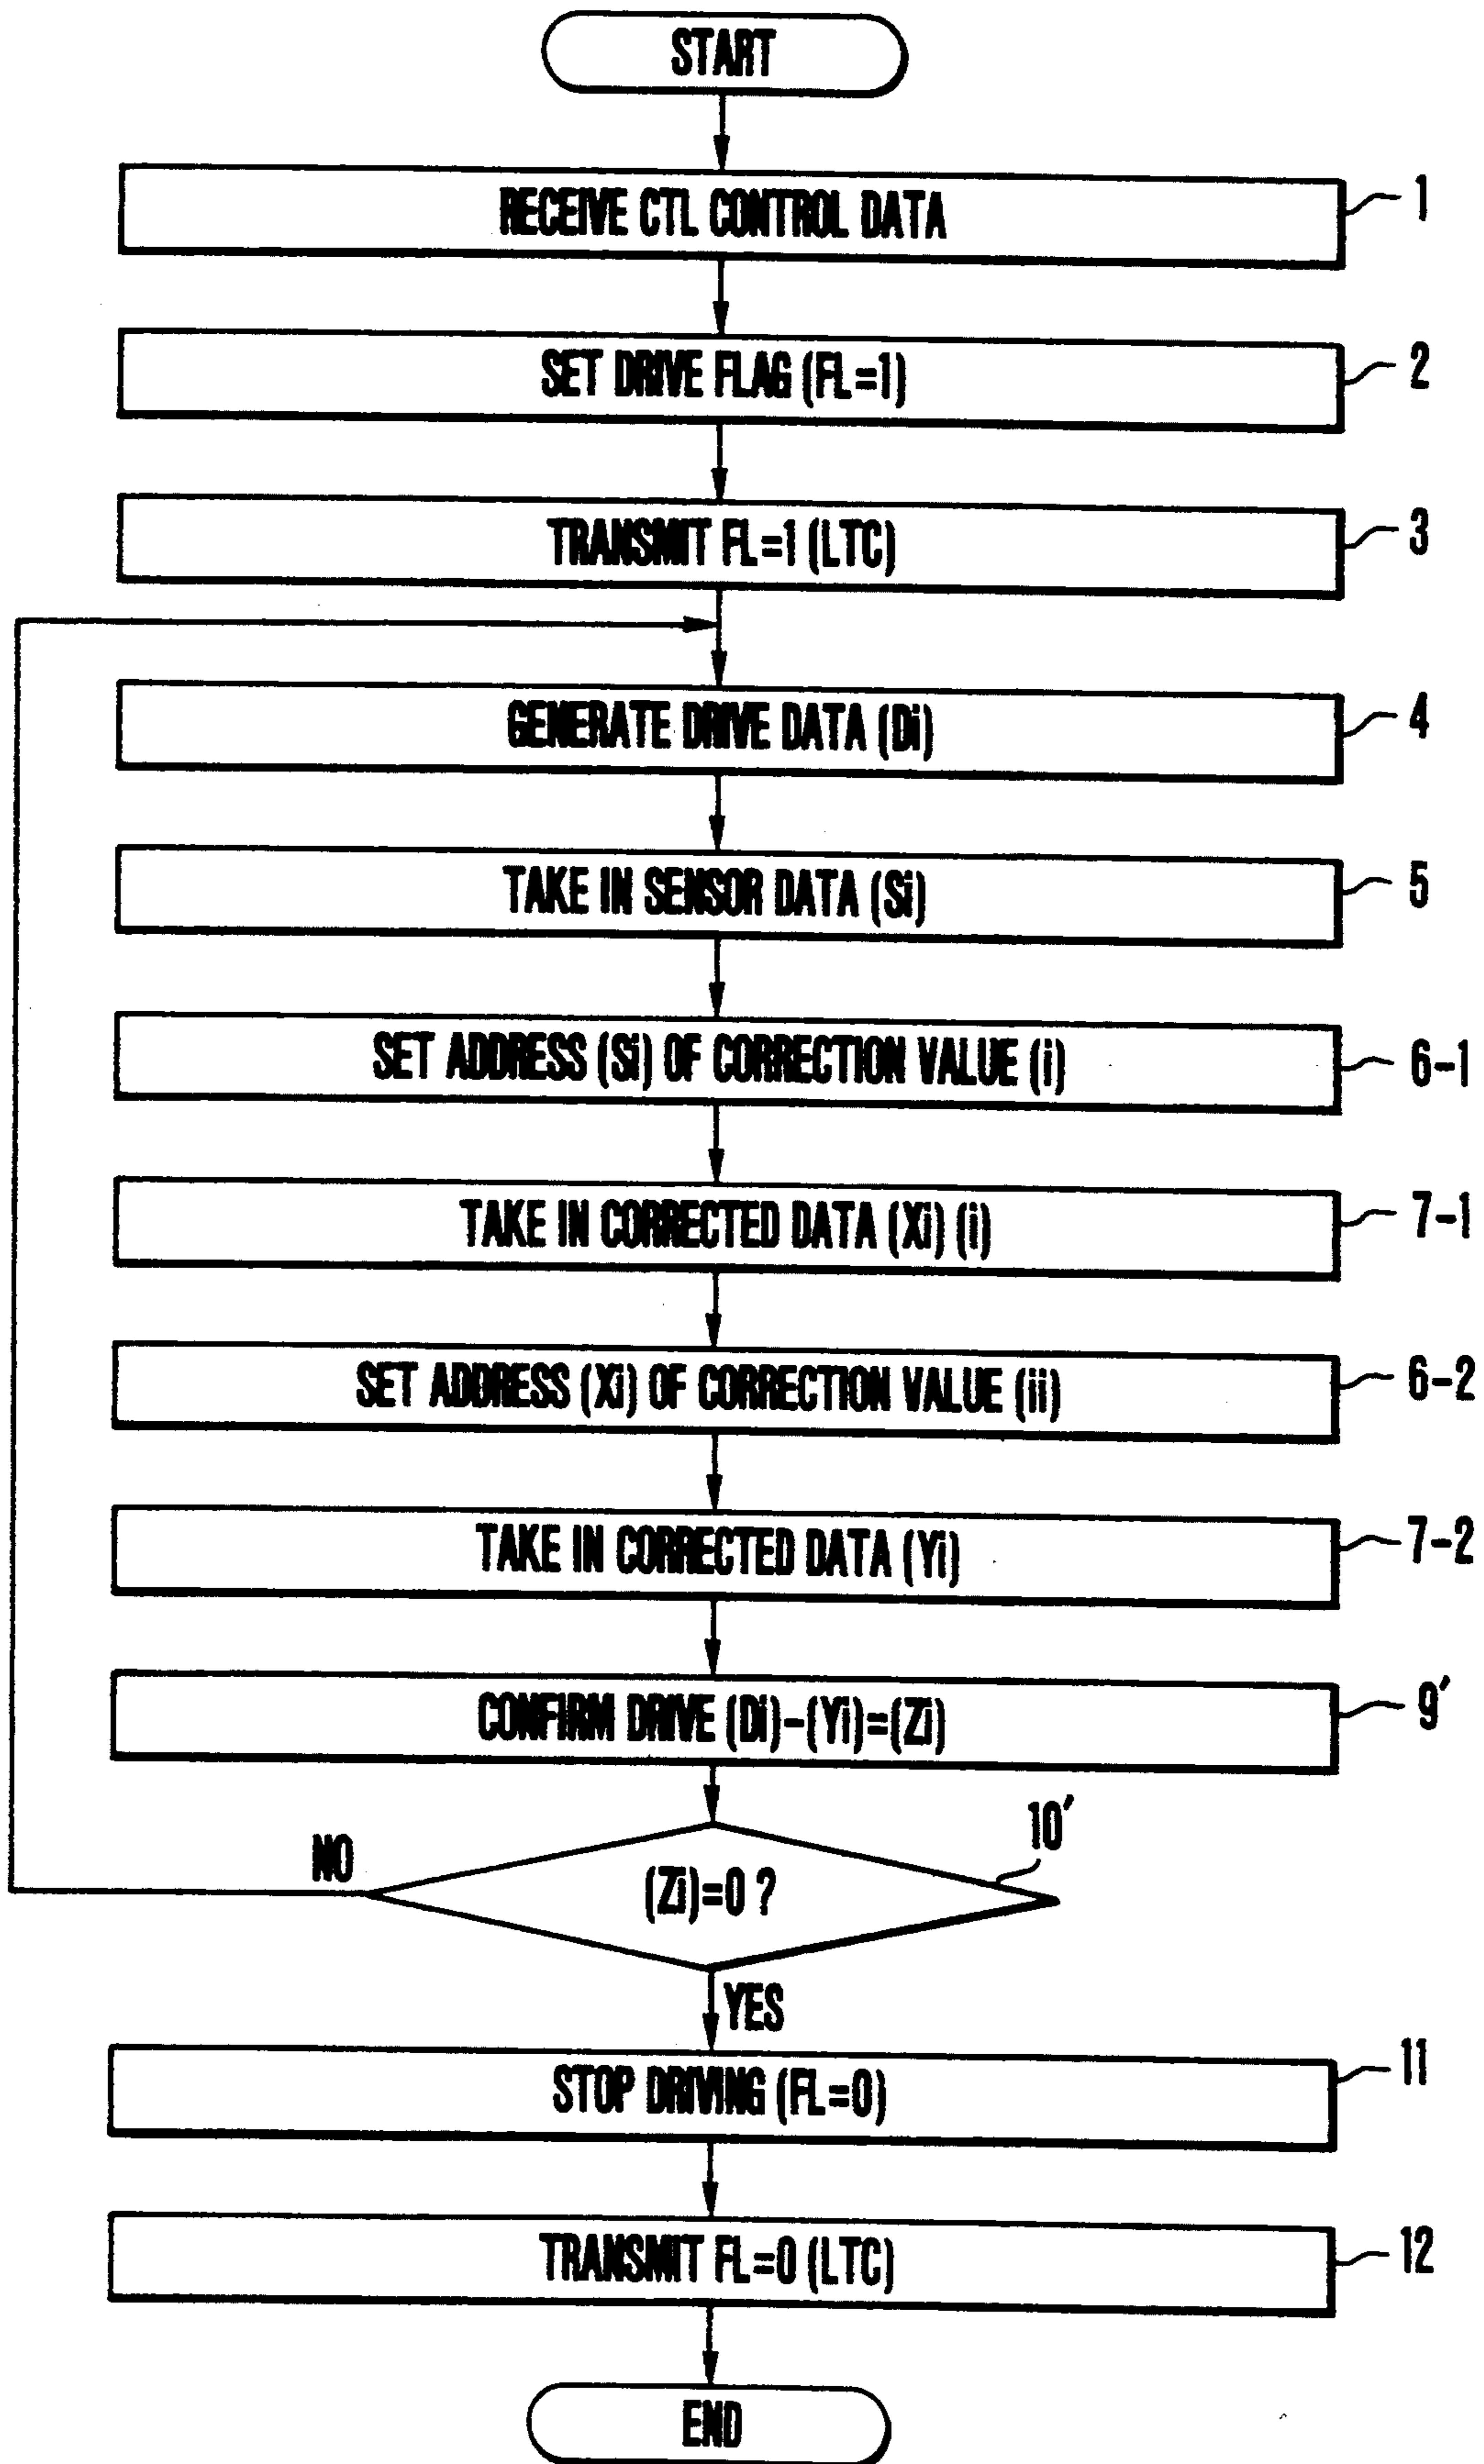 START
RECEIVE CTL CONTROL DATA 1
SET DRIVE FLAG (FL=1) 2
TRANSMIT FL=1 (LTC) 3
GENERATE DRIVE DATA (Di) 4
TAKE IN SENSOR DATA (Si) 5
SET ADDRESS (Si) OF CORRECTION VALUE (i) 6-1
TAKE IN CORRECTED DATA (Xi) (i) 7-1
SET ADDRESS (Xi) OF CORRECTION VALUE (ii) 6-2
TAKE IN CORRECTED DATA (Yi) 7-2
CONFIRM DRIVE (Di)-(Yi)=(Zi) 9'
10'
NO
(Zi)=0 ?
YES
STOP DRIVING (FL=0) 11
TRANSMIT FL=0 (LTC) 12
END